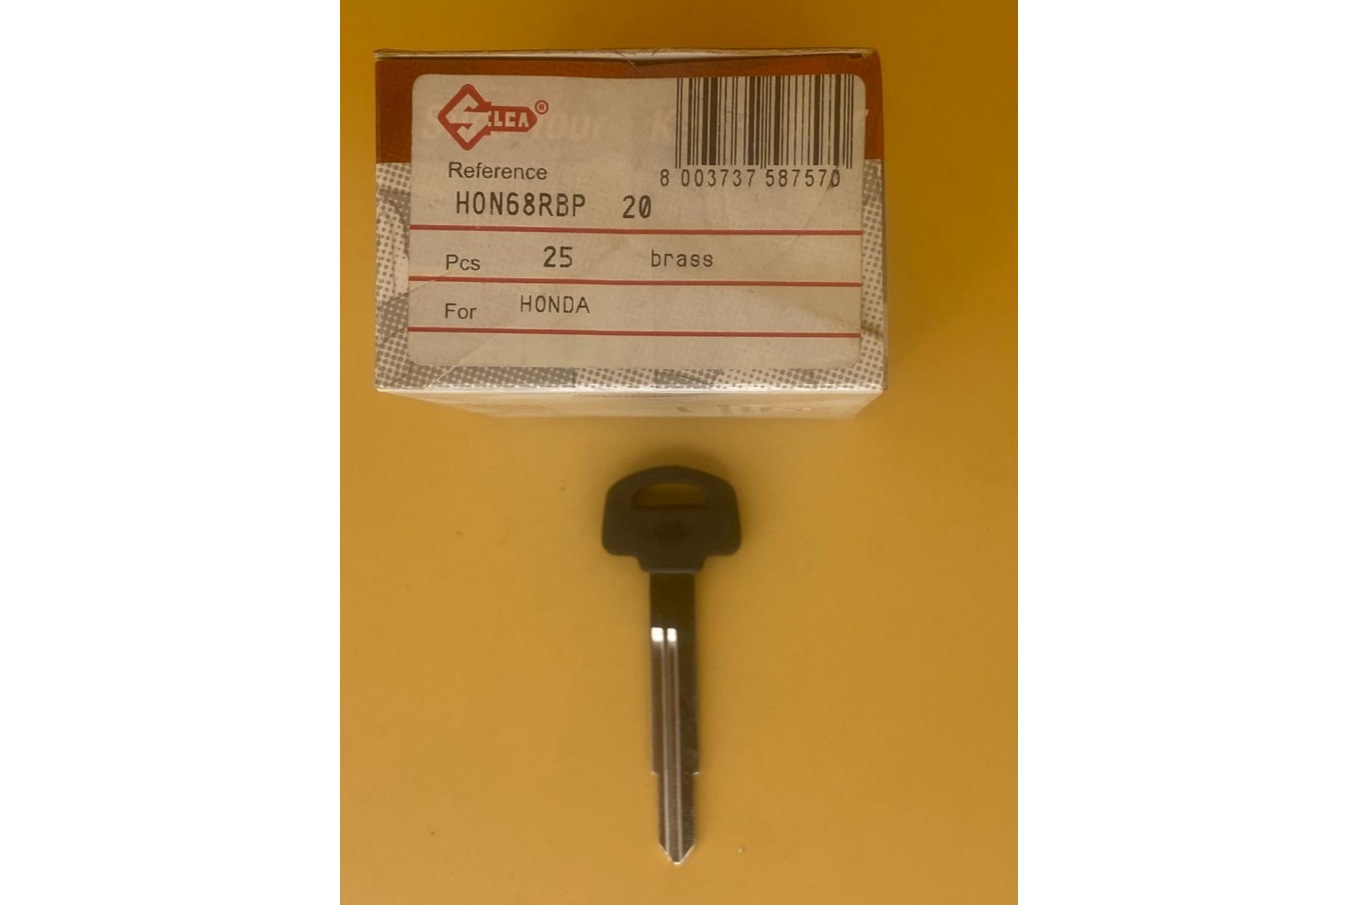 SILCA®
8 003737 587570
Reference
HON68RBP 20
Pcs 25 brass
For HONDA